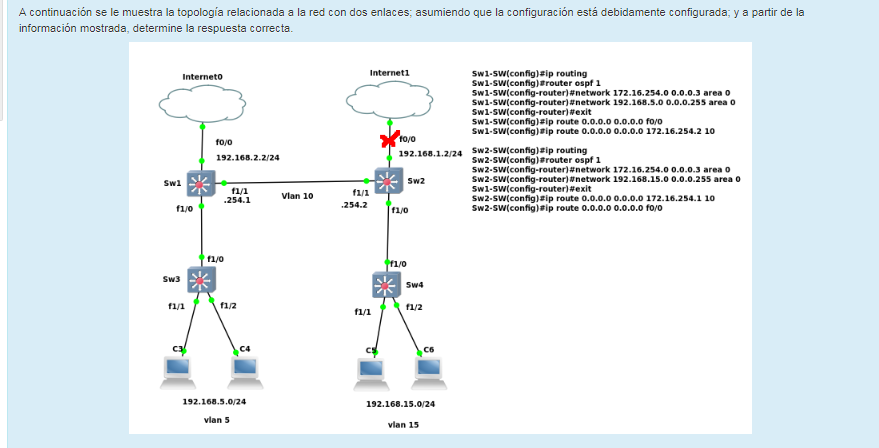 A continuación se le muestra la topología relacionada a la red con dos enlaces; asumiendo que la configuración está debidamente configurada; y a partir de la
información mostrada, determine la respuesta correcta.
Internet0
Internet1
f0/0
192.168.2.2/24
f0/0
192.168.1.2/24
Sw1
f1/1
.254.1
Vlan 10
f1/1
.254.2
Sw2
f1/0
f1/0
f1/0
f1/0
Sw3
Sw4
f1/1
f1/2
f1/1
f1/2
C3
C4
C5
C6
192.168.5.0/24
vlan 5
192.168.15.0/24
vlan 15
Sw1-SW(config)#ip routing
Sw1-SW(config)#router ospf 1
Sw1-SW(config-router)#network 172.16.254.0 0.0.0.3 area 0
Sw1-SW(config-router)#network 192.168.5.0 0.0.0.255 area 0
Sw1-SW(config-router)#exit
Sw1-SW(config)#ip route 0.0.0.0 0.0.0.0 f0/0
Sw1-SW(config)#ip route 0.0.0.0 0.0.0.0 172.16.254.2 10
Sw2-SW(config)#ip routing
Sw2-SW(config)#router ospf 1
Sw2-SW(config-router)#network 172.16.254.0 0.0.0.3 area 0
Sw2-SW(config-router)#network 192.168.15.0 0.0.0.255 area 0
Sw1-SW(config-router)#exit
Sw2-SW(config)#ip route 0.0.0.0 0.0.0.0 172.16.254.1 10
Sw2-SW(config)#ip route 0.0.0.0 0.0.0.0 f0/0